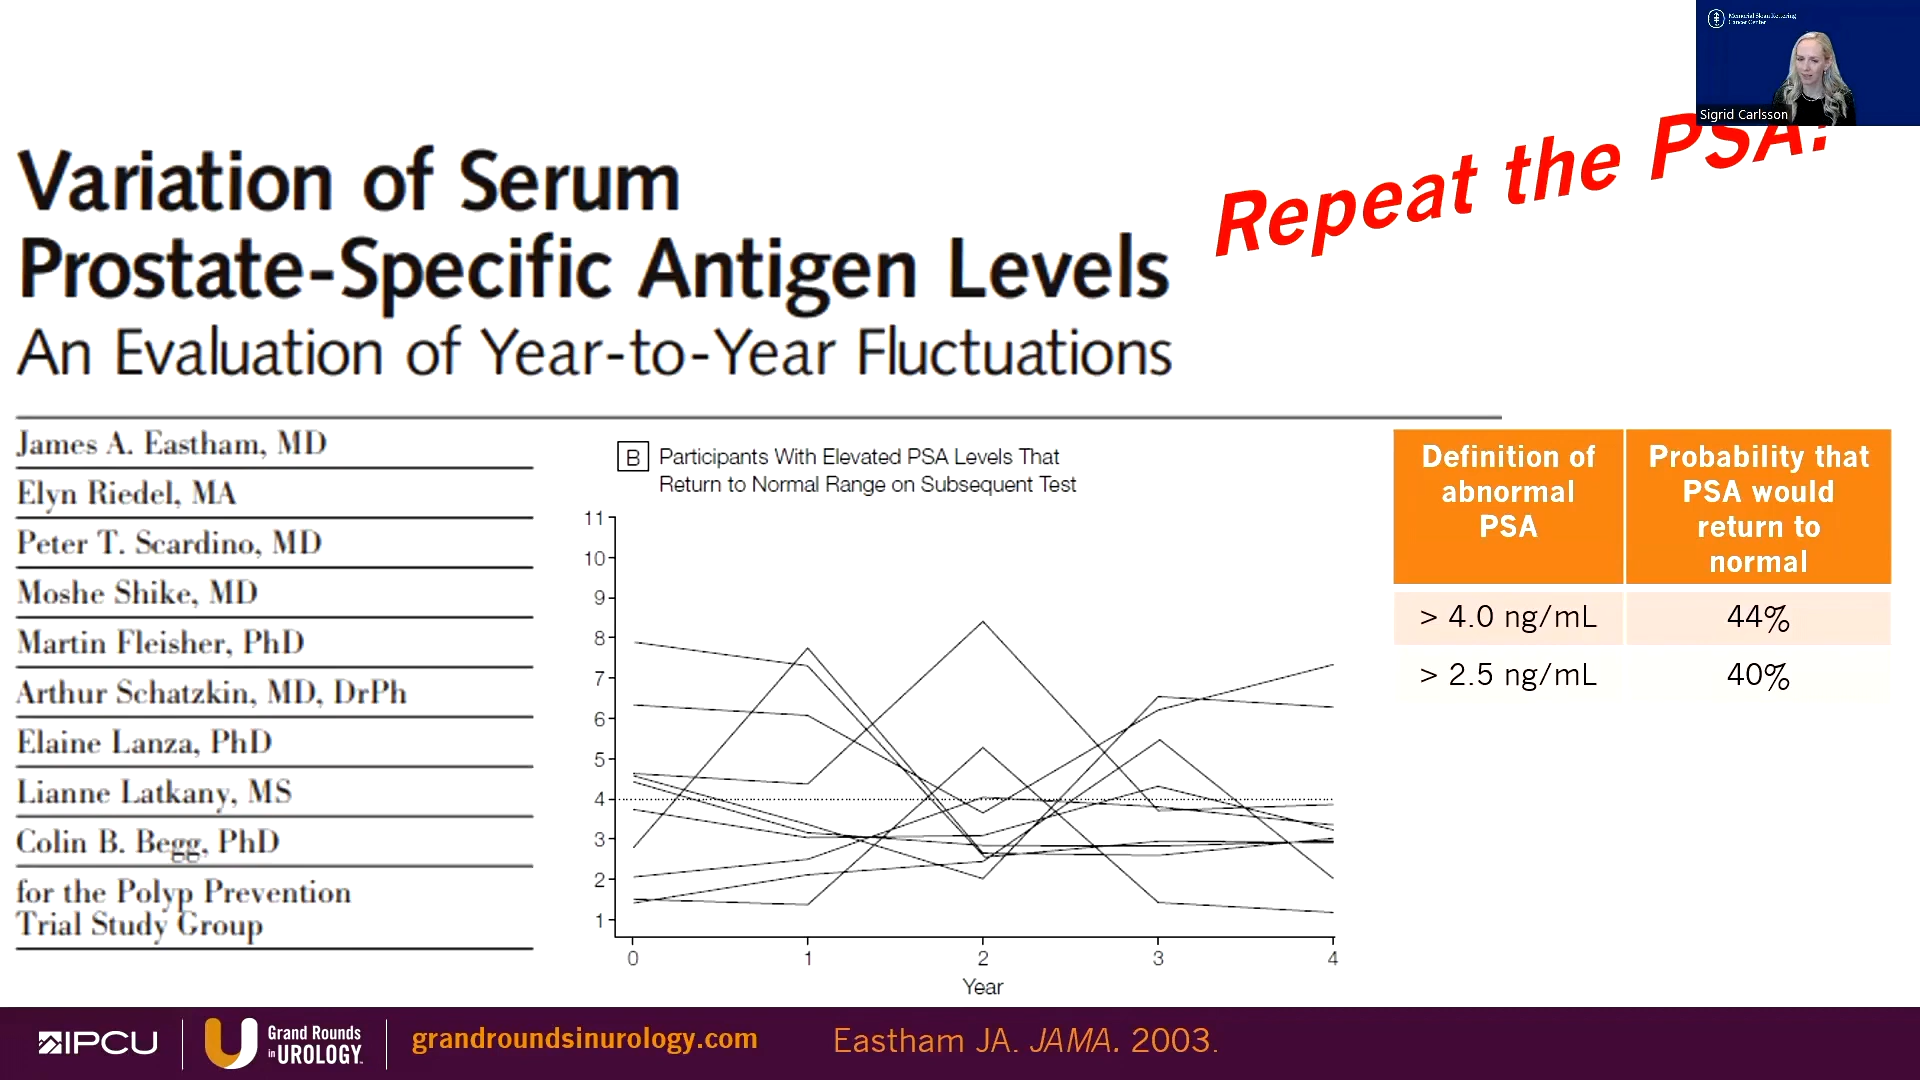 Memorial Sloan Kettering
Cancer Center
Sigrid Carlsson
Repeat the PSA!
Variation of Serum
Prostate-Specific Antigen Levels
An Evaluation of Year-to-Year Fluctuations
James A. Eastham, MD
Elyn Riedel, MA
Peter T. Scardino, MD
Moshe Shike, MD
Martin Fleisher, PhD
Arthur Schatzkin, MD, DrPh
Elaine Lanza, PhD
Lianne Latkany, MS
Colin B. Begg, PhD
for the Polyp Prevention
Trial Study Group
B Participants With Elevated PSA Levels That
Return to Normal Range on Subsequent Test
11
10
9
8
7
6
5
4
3
2
1
0 1 2 3 4
Year
Definition of
abnormal
PSA
Probability that
PSA would
return to
normal
> 4.0 ng/mL 44%
> 2.5 ng/mL 40%
IPCU
Grand Rounds
in UROLOGY
grandroundsinurology.com
Eastham JA. JAMA. 2003.